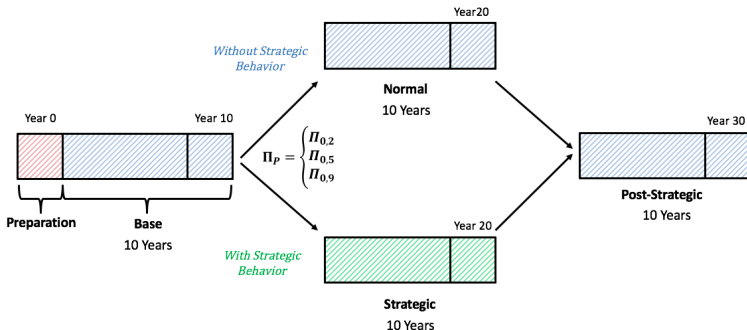 Year20
Without Strategic
Behavior
Normal
10 Years
Year 0
Year 10
Π_P = { Π_{0,2}
Π_{0,5}
Π_{0,9}
Year 30
Preparation
Base
10 Years
Post-Strategic
10 Years
Year 20
With Strategic
Behavior
Strategic
10 Years